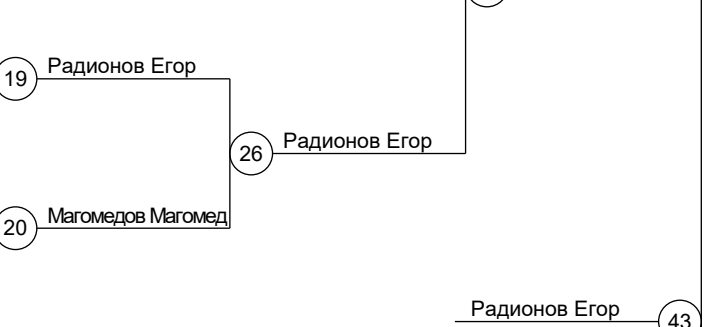 19 Радионов Егор
26 Радионов Егор
20 Магомедов Магомед
Радионов Егор 43